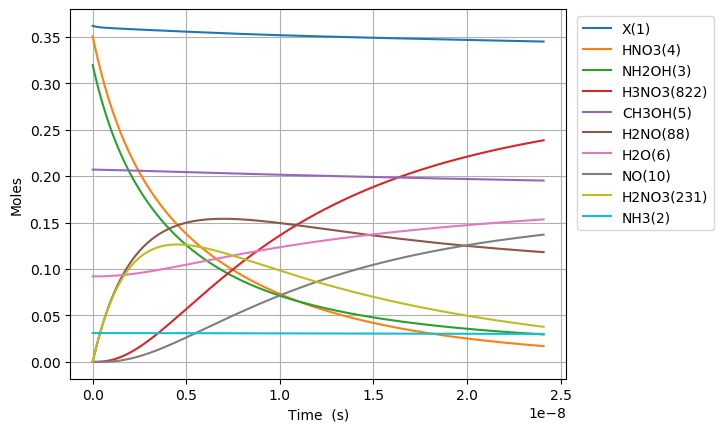 0.35
0.30
0.25
0.20
0.15
0.10
0.05
0.00
Moles
0.0 0.5 1.0 1.5 2.0 2.5
1e−8
Time (s)
X(1)
HNO3(4)
NH2OH(3)
H3NO3(822)
CH3OH(5)
H2NO(88)
H2O(6)
NO(10)
H2NO3(231)
NH3(2)